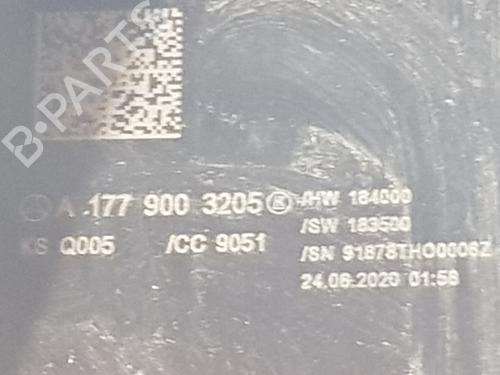 B-PARTS
A 177 900 3205 K /HW 184000
KS Q005 /CC 9051 /SW 183500
/SN 91878THO0006Z
24.06.2020 01:58